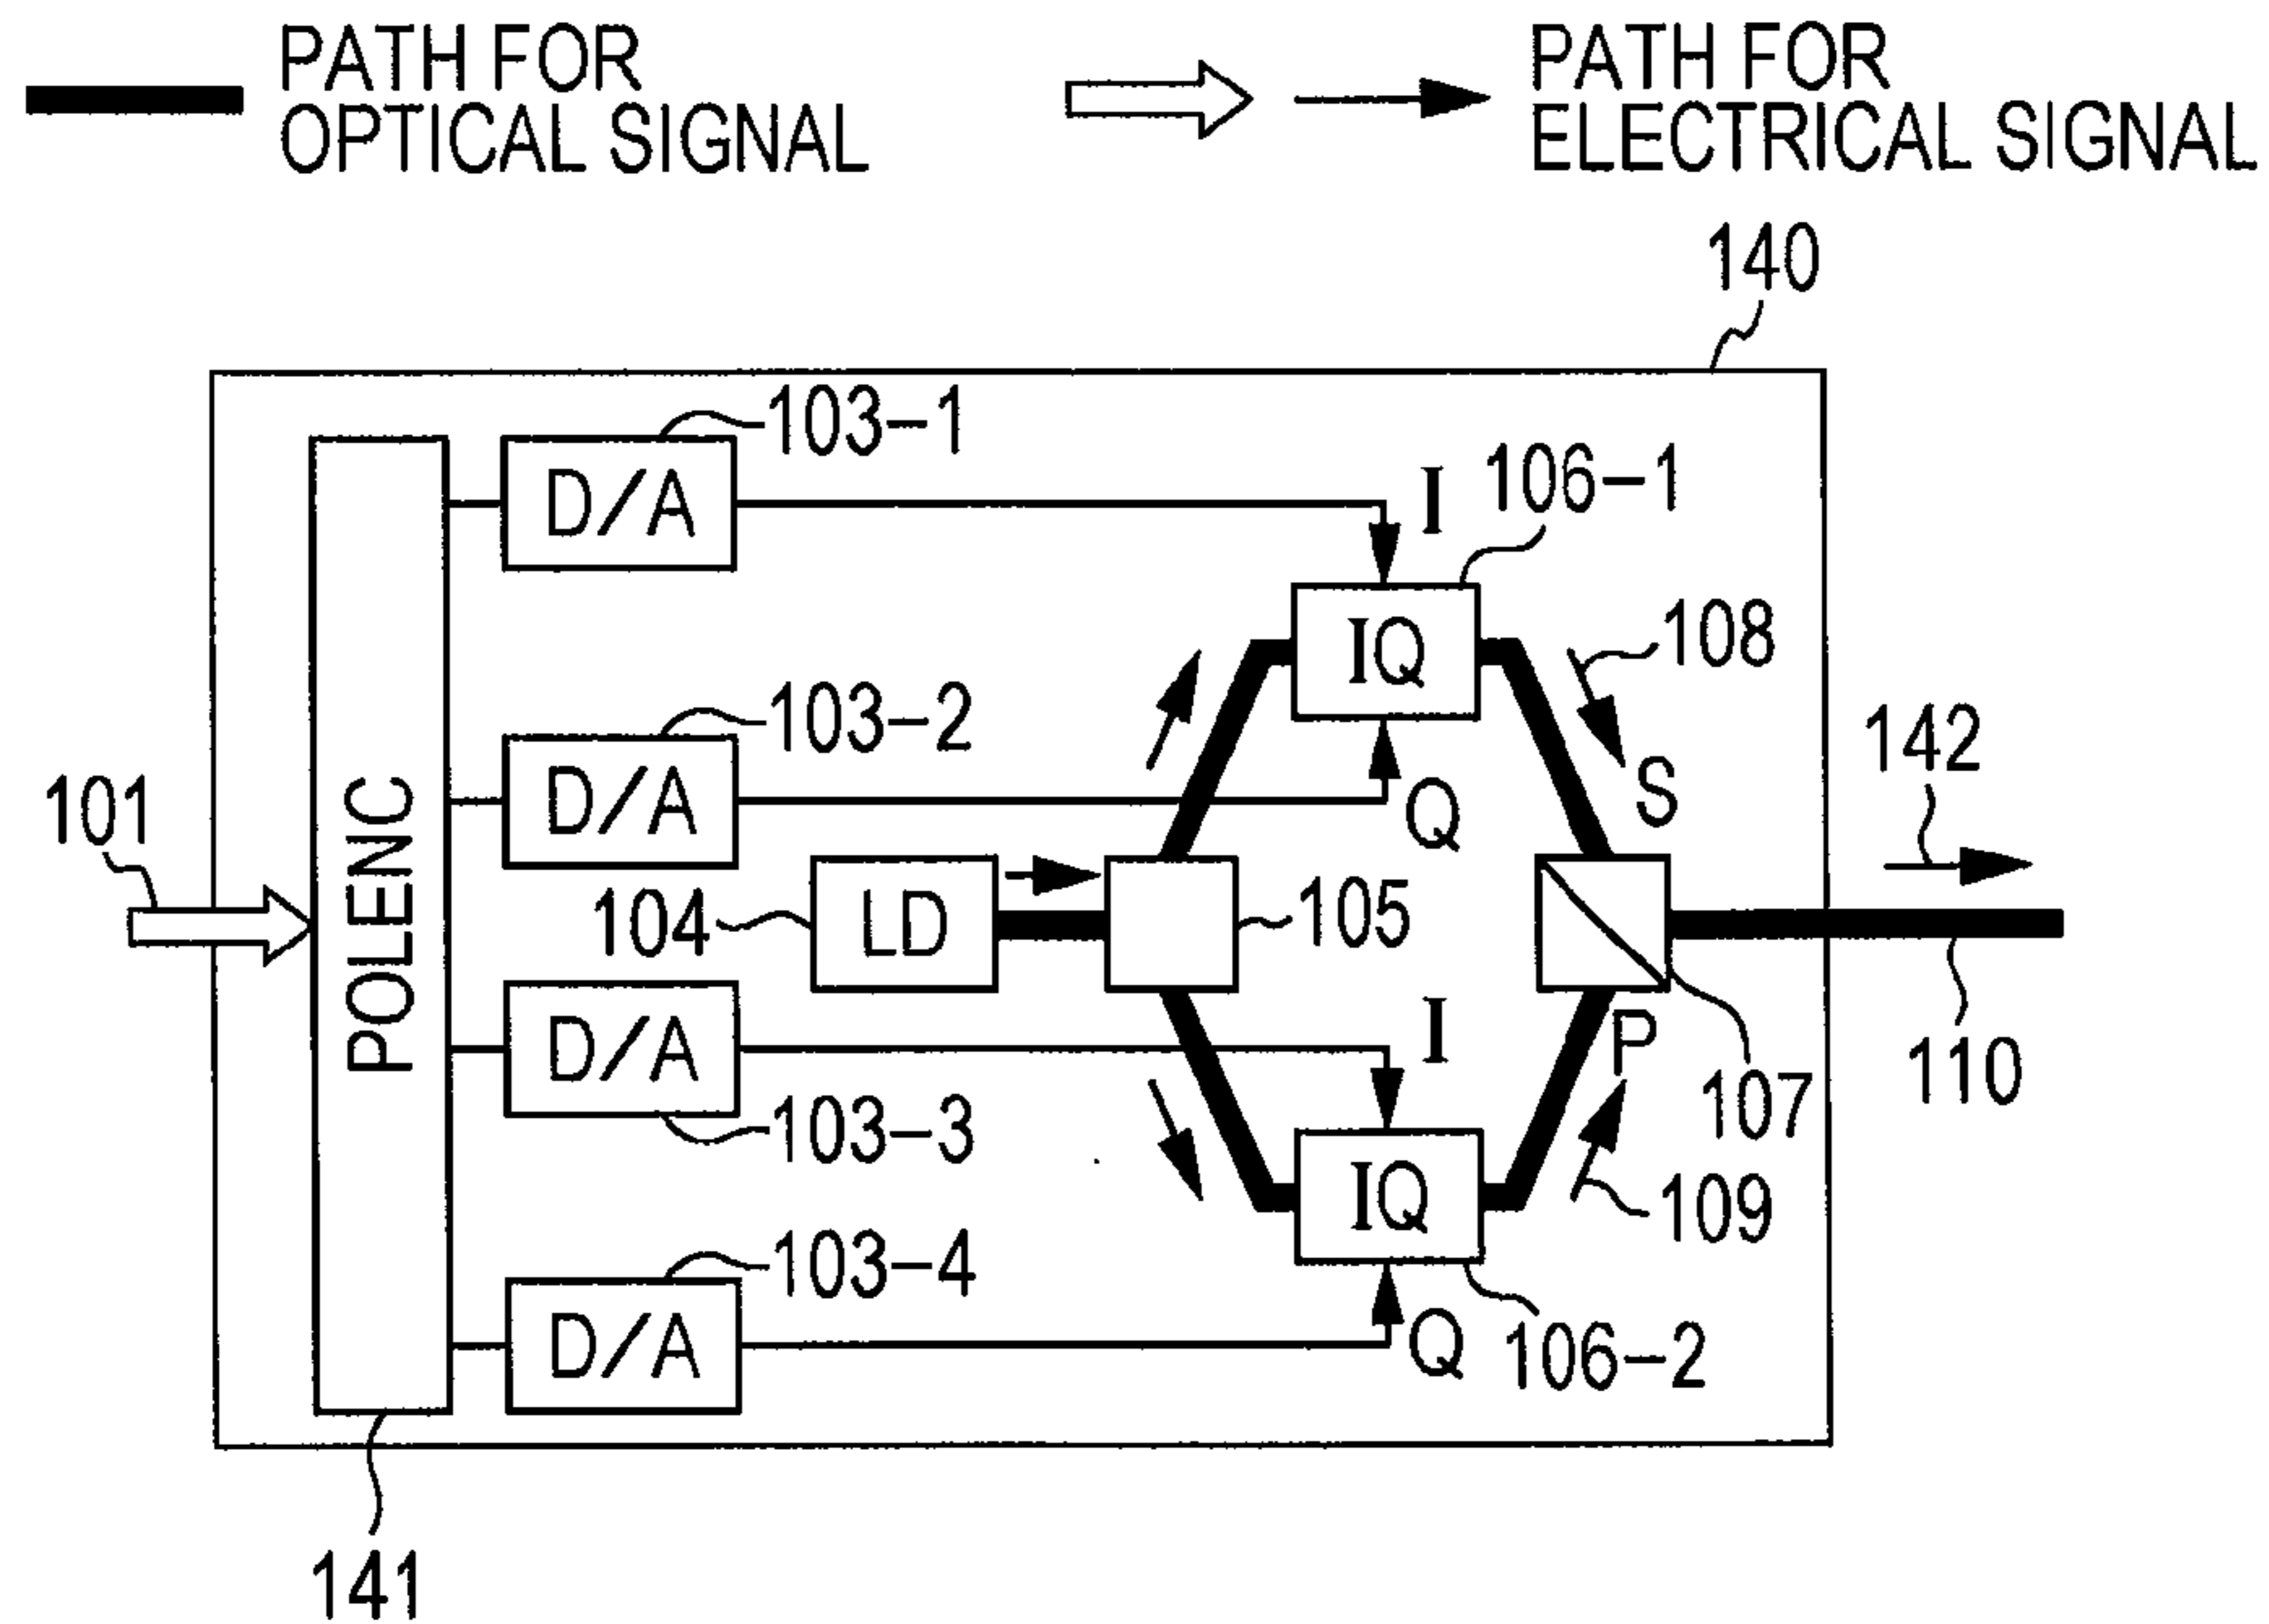 PATH FOR
OPTICAL SIGNAL
PATH FOR
ELECTRICAL SIGNAL
140
103-1
D/A
I
106-1
IQ
108
103-2
D/A
Q
S
142
101
POLENC
104
LD
105
I
P
107
110
D/A
103-3
IQ
109
103-4
D/A
Q
106-2
141